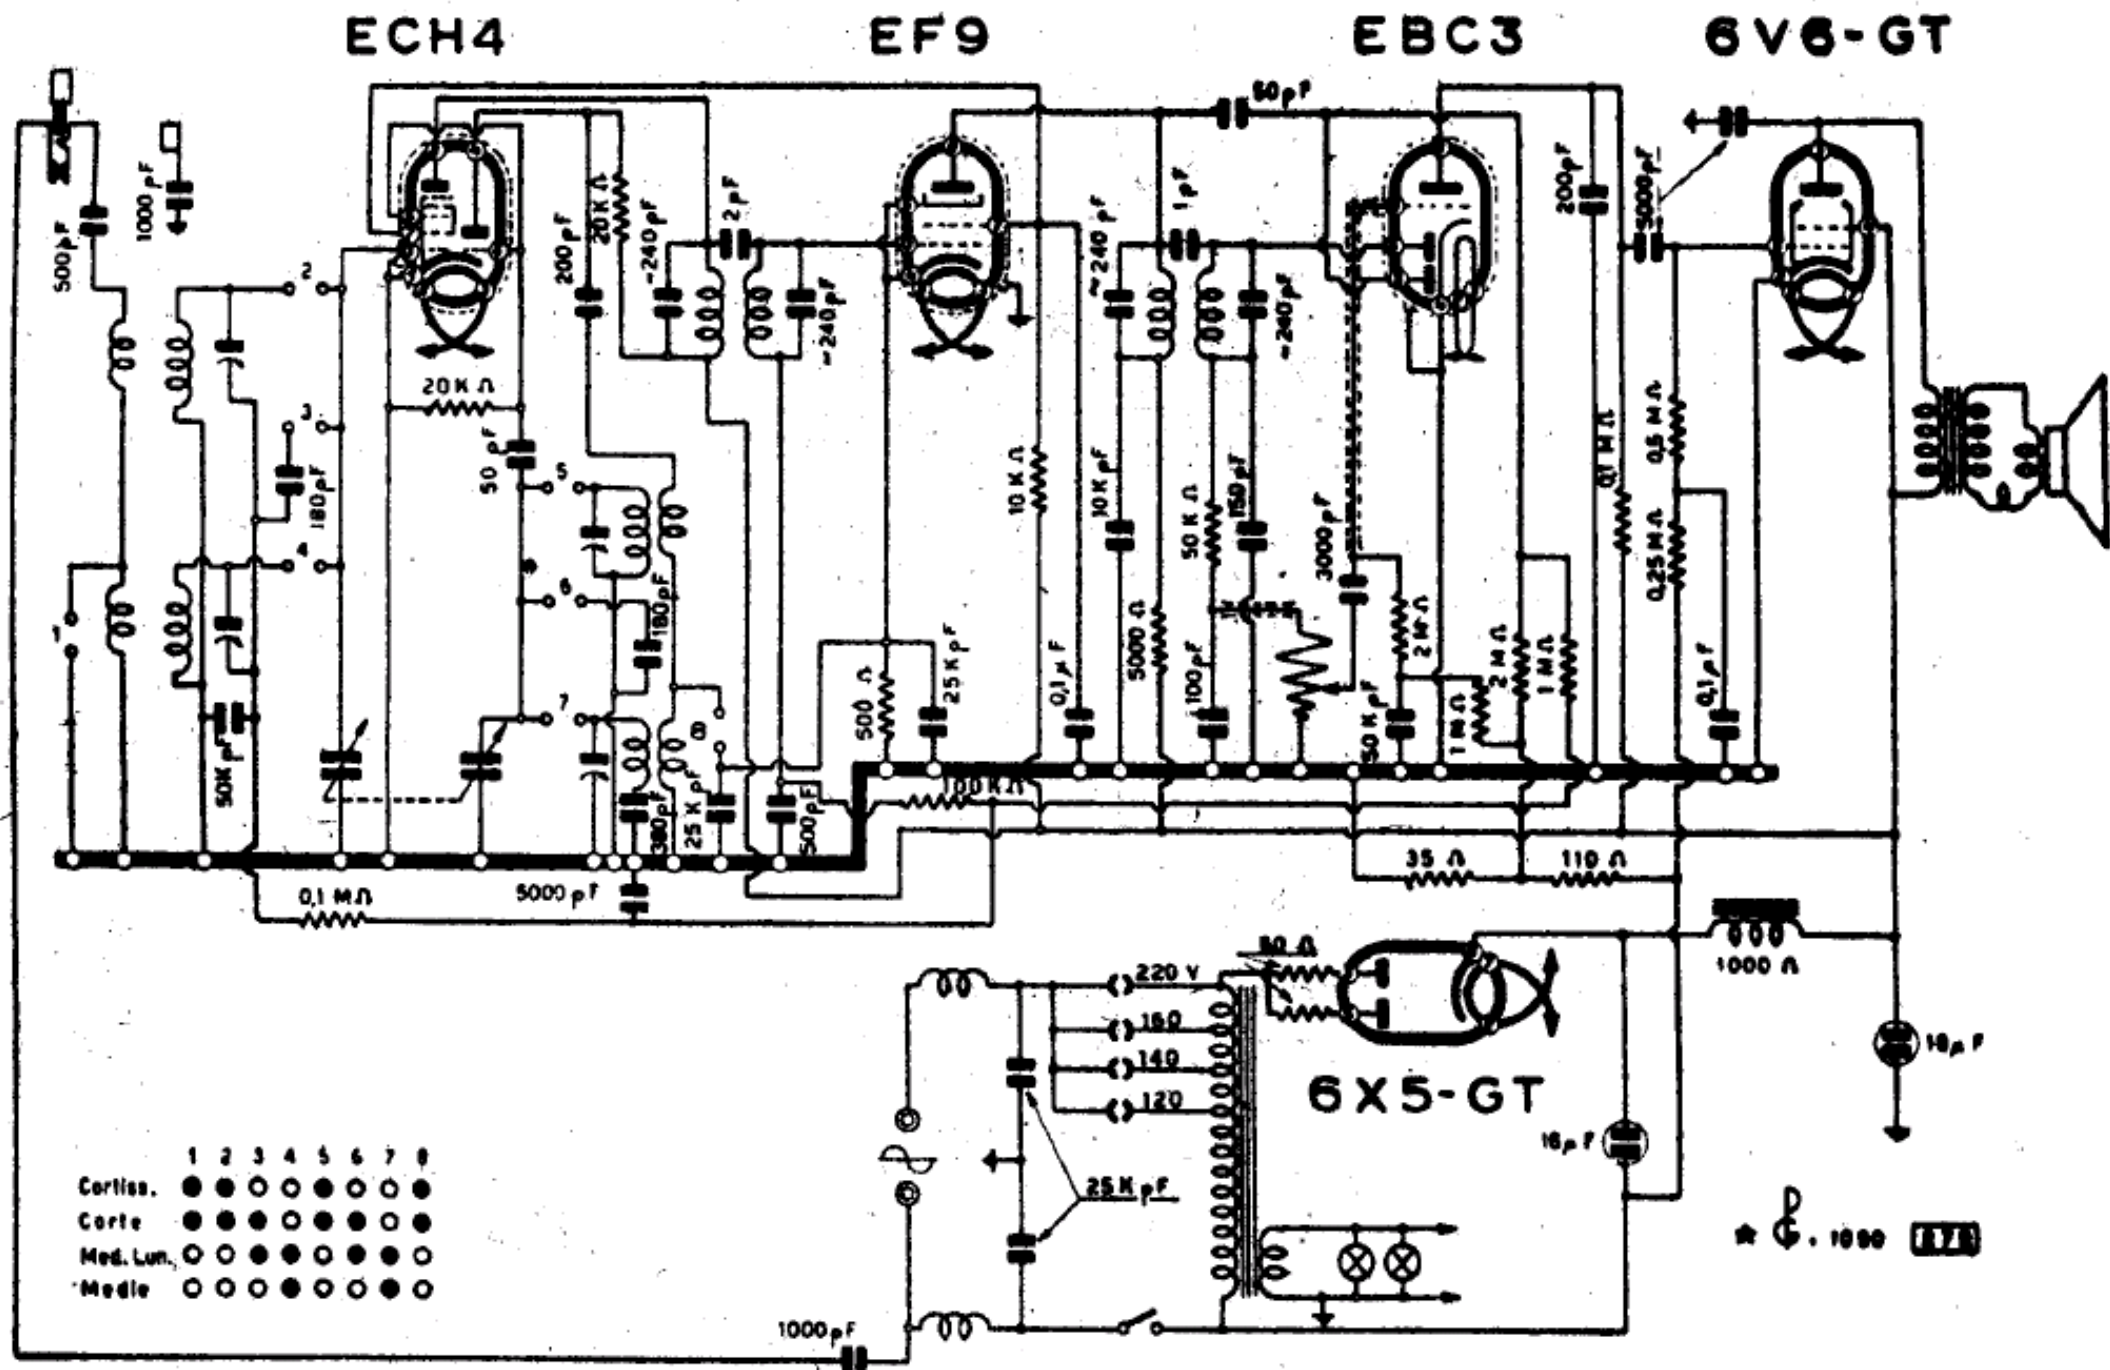 ECH4 EF9 EBC3 6V6-GT
500pF
1000pF
200pF
20KΩ
~240pF
2pF
~240pF
~240pF
1pF
~240pF
50pF
200pF
5000pF
2
3
180pF
4
1
50KpF
20KΩ
50pF
5
6
180pF
7
8
380pF
25KpF
500pF
500Ω
25KpF
10KΩ
0,1μF
10KpF
5000Ω
50KΩ
150pF
100pF
3000pF
2MΩ
50KpF
1MΩ
2MΩ
1MΩ
0,1MΩ
0,5MΩ
0,25MΩ
0,1μF
100KΩ
0,1MΩ
5000pF
35Ω
110Ω
1000Ω
50Ω
220V
160
140
120
6X5-GT
25KpF
16μF
16μF
1000pF
1 2 3 4 5 6 7 8
Cortiss.
Corte
Med. Lun.
Medie